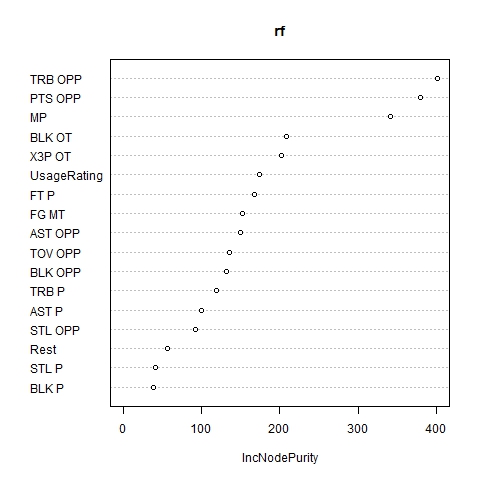 rf
TRB OPP
PTS OPP
MP
BLK OT
X3P OT
UsageRating
FT P
FG MT
AST OPP
TOV OPP
BLK OPP
TRB P
AST P
STL OPP
Rest
STL P
BLK P
0 100 200 300 400
IncNodePurity